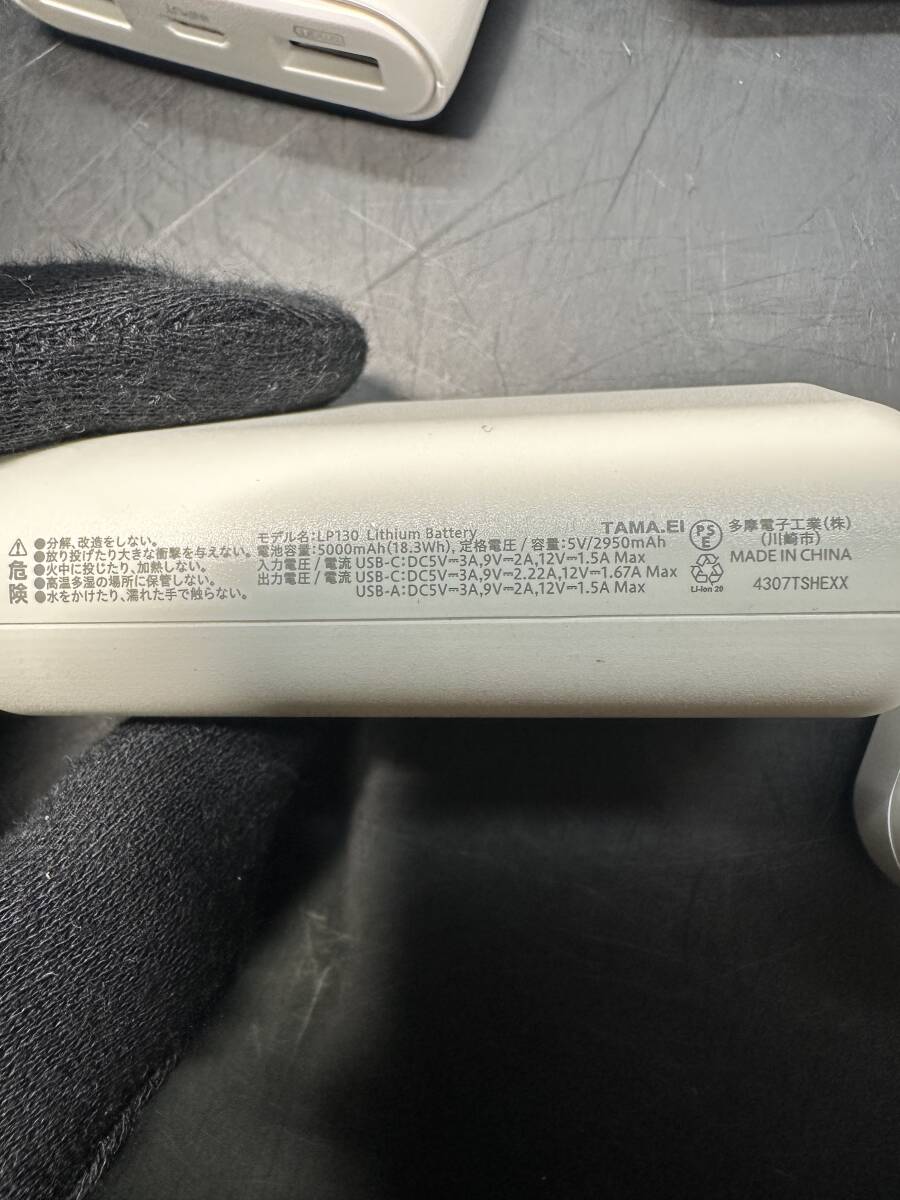 ⚠危険
●分解、改造をしない。
●放り投げたり大きな衝撃を与えない。
●火中に投じたり、加熱しない。
●高温多湿の場所に保管しない。
●水をかけたり、濡れた手で触らない。
モデル名:LP130 Lithium Battery
電池容量:5000mAh(18.3Wh), 定格電圧 / 容量:5V/2950mAh
入力電圧 / 電流 USB-C:DC5V⎓3A,9V⎓2A,12V⎓1.5A Max
出力電圧 / 電流 USB-C:DC5V⎓3A,9V⎓2.22A,12V⎓1.67A Max
USB-A:DC5V⎓3A,9V⎓2A,12V⎓1.5A Max
TAMA.EI
PSE
Li-ion 20
多摩電子工業(株)
(川崎市)
MADE IN CHINA
4307TSHEXX